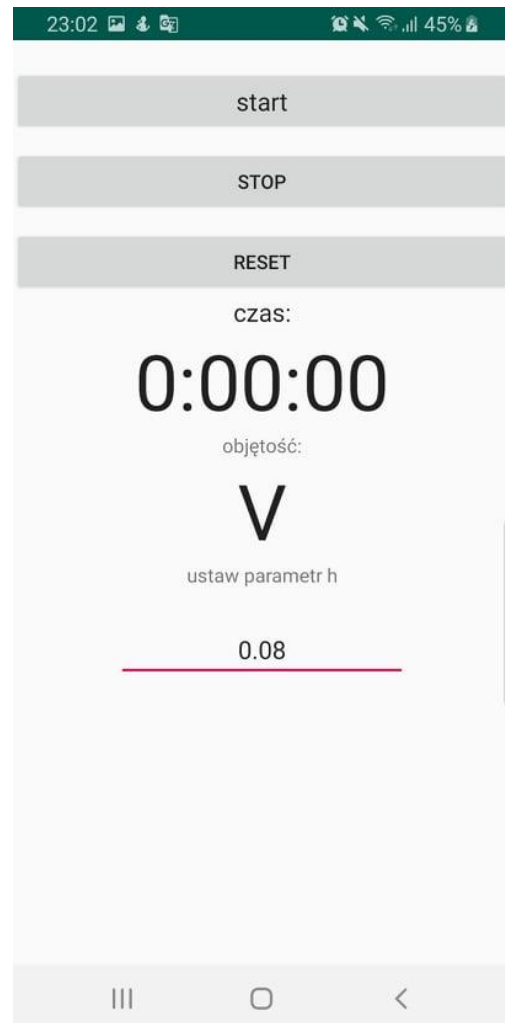 23:02 45%
start
STOP
RESET
czas:
0:00:00
objętość:
V
ustaw parametr h
0.08